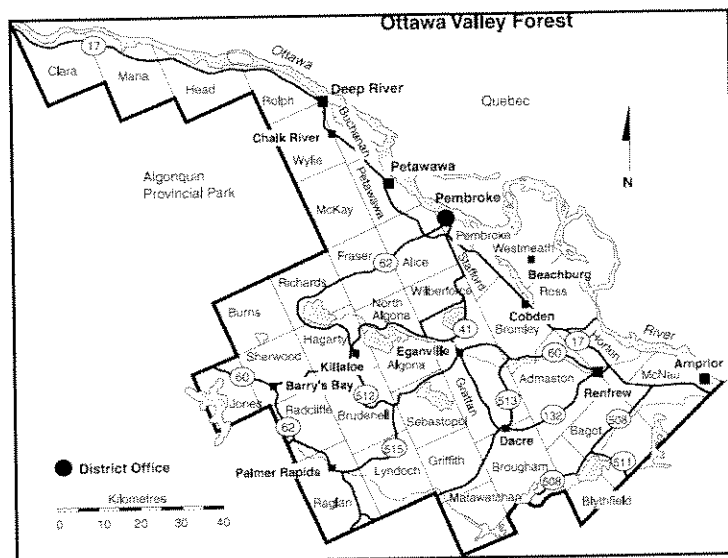 Ottawa Valley Forest
17
Ottawa
Clara
Maria
Head
Rolph
Deep River
Buchanan
Quebec
Chalk River
Wylie
Algonquin
Provincial Park
Petawawa
Petawawa
N
McKay
Pembroke
Pembroke
Fraser
62
Alice
Stafford
Westmeath
Beachburg
Richards
Wilberforce
Ross
Burns
North
Algona
Cobden
41
Bromley
River
Hagarty
17
Horton
Sherwood
Killaloe
Eganville
Algona
60
Arnprior
McNab
60
Barry's Bay
512
Grattan
Admaston
Renfrew
Jones
Radcliffe
Brudenell
513
62
Sebastopol
132
508
Bagot
515
Dacre
District Office
Palmer Rapids
Lyndoch
Griffith
Brougham
511
Kilometres
Raglan
Matawatchan
508
Blythfield
0 10 20 30 40